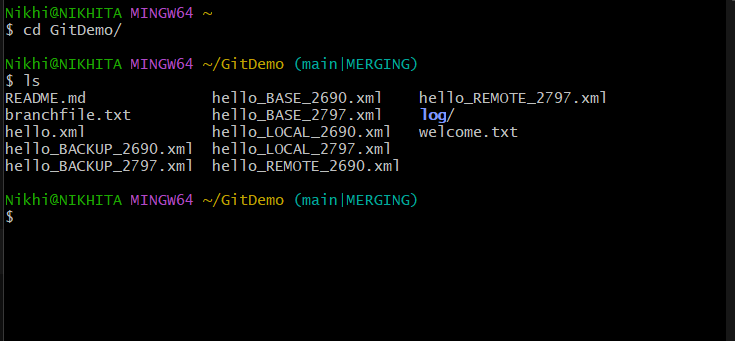 Nikhi@NIKHITA MINGW64 ~
$ cd GitDemo/
Nikhi@NIKHITA MINGW64 ~/GitDemo (main|MERGING)
$ ls
README.md hello_BASE_2690.xml hello_REMOTE_2797.xml
branchfile.txt hello_BASE_2797.xml log/
hello.xml hello_LOCAL_2690.xml welcome.txt
hello_BACKUP_2690.xml hello_LOCAL_2797.xml
hello_BACKUP_2797.xml hello_REMOTE_2690.xml
Nikhi@NIKHITA MINGW64 ~/GitDemo (main|MERGING)
$